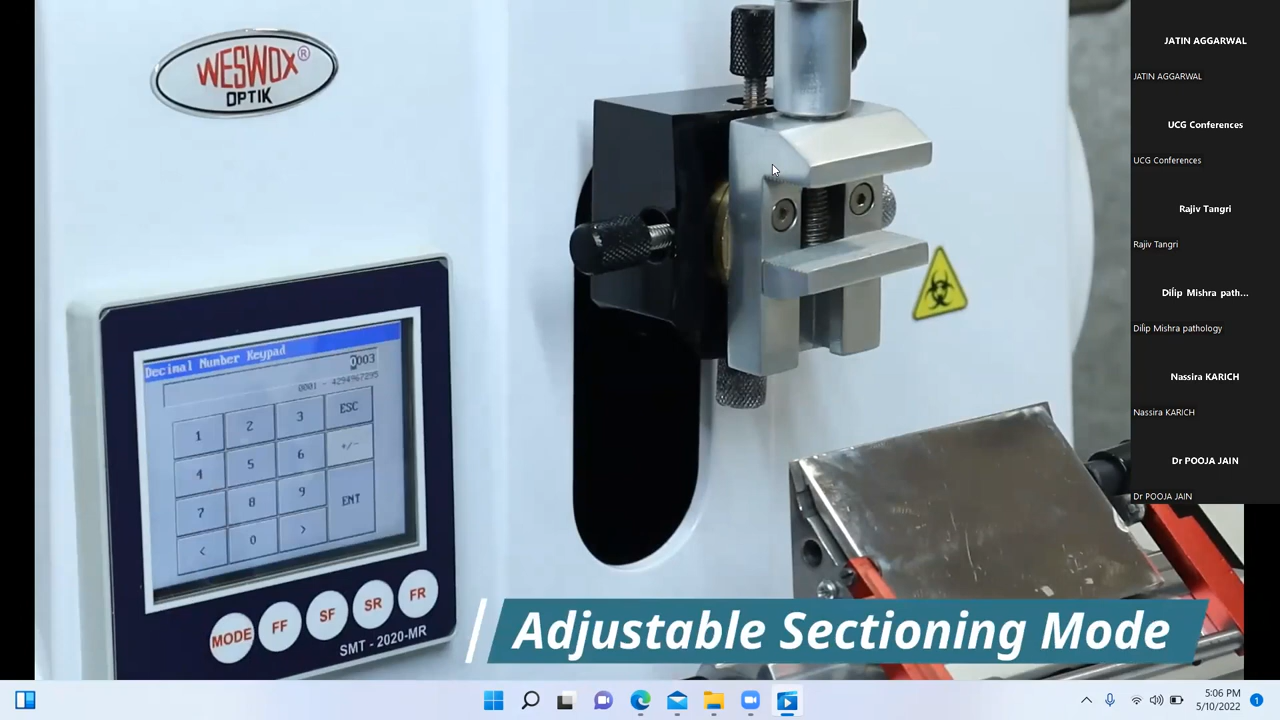 WESWOX®
OPTIK
Decimal Number Keypad
0003
0001 - 4294967295
1 2 3 ESC
4 5 6 +/-
7 8 9 ENT
< 0 >
MODE FF SF SR FR
SMT - 2020-MR
Adjustable Sectioning Mode
JATIN AGGARWAL
JATIN AGGARWAL
UCG Conferences
UCG Conferences
Rajiv Tangri
Rajiv Tangri
Dilip Mishra path...
Dilip Mishra pathology
Nassira KARICH
Nassira KARICH
Dr POOJA JAIN
Dr POOJA JAIN
5:06 PM
5/10/2022
1